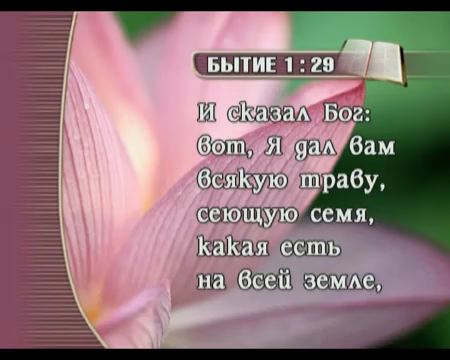 БЫТИЕ 1:29
И сказал Бог:
вот, Я дал вам
всякую траву,
сеющую семя,
какая есть
на всей земле,